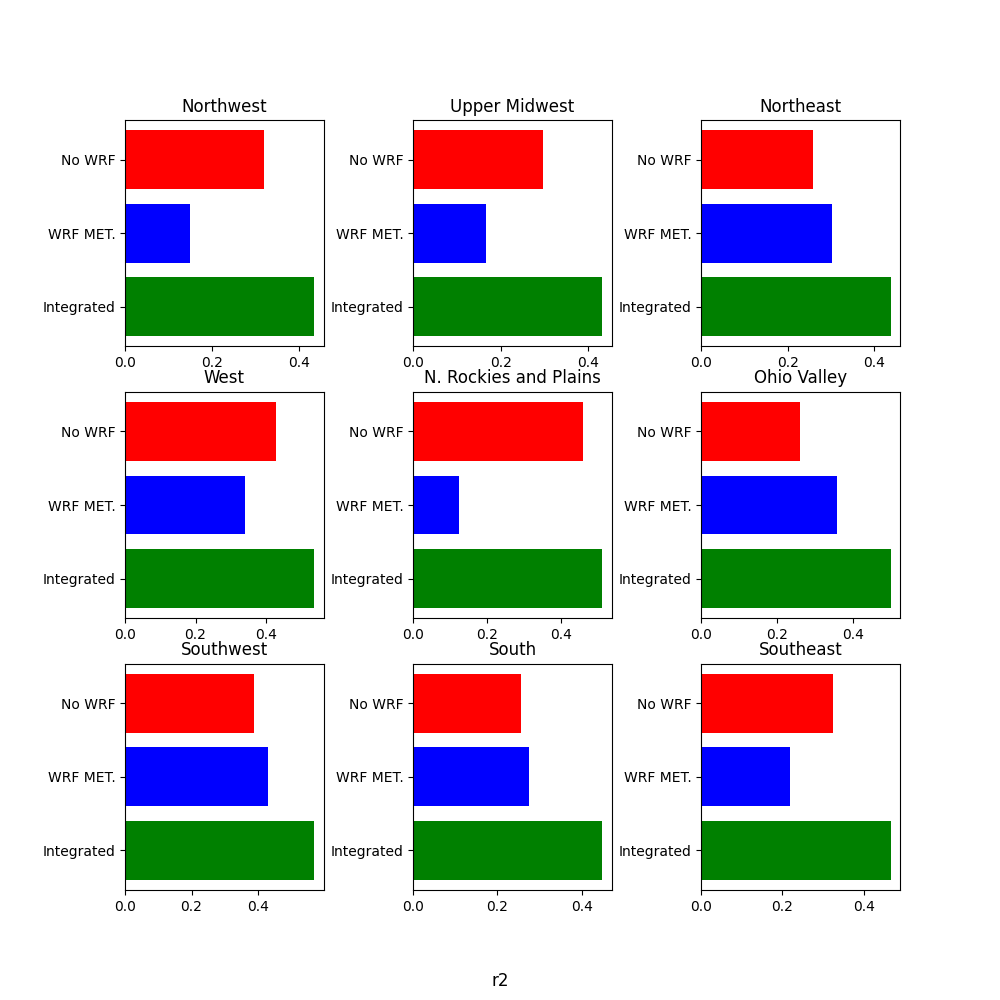 Northwest Upper Midwest Northeast
No WRF No WRF No WRF
WRF MET. WRF MET. WRF MET.
Integrated Integrated Integrated
0.0 0.2 0.4 0.0 0.2 0.4 0.0 0.2 0.4
West N. Rockies and Plains Ohio Valley
No WRF No WRF No WRF
WRF MET. WRF MET. WRF MET.
Integrated Integrated Integrated
0.0 0.2 0.4 0.0 0.2 0.4 0.0 0.2 0.4
Southwest South Southeast
No WRF No WRF No WRF
WRF MET. WRF MET. WRF MET.
Integrated Integrated Integrated
0.0 0.2 0.4 0.0 0.2 0.4 0.0 0.2 0.4
r2